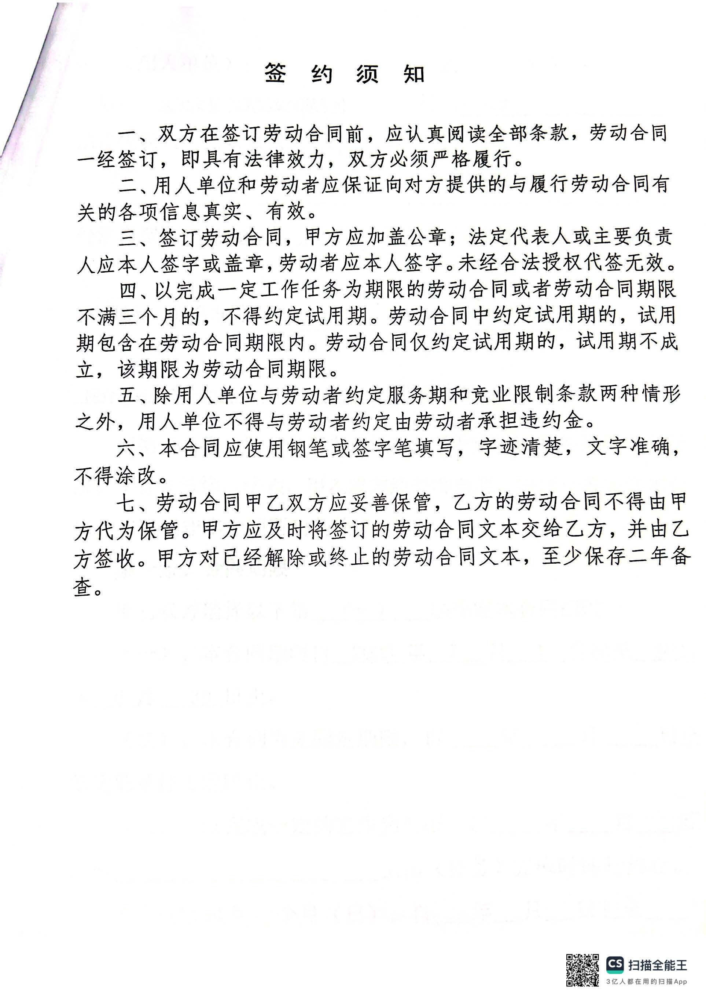 签约须知
一、双方在签订劳动合同前，应认真阅读全部条款，劳动合同
一经签订，即具有法律效力，双方必须严格履行。
二、用人单位和劳动者应保证向对方提供的与履行劳动合同有
关的各项信息真实、有效。
三、签订劳动合同，甲方应加盖公章；法定代表人或主要负责
人应本人签字或盖章，劳动者应本人签字。未经合法授权代签无效。
四、以完成一定工作任务为期限的劳动合同或者劳动合同期限
不满三个月的，不得约定试用期。劳动合同中约定试用期的，试用
期包含在劳动合同期限内。劳动合同仅约定试用期的，试用期不成
立，该期限为劳动合同期限。
五、除用人单位与劳动者约定服务期和竞业限制条款两种情形
之外，用人单位不得与劳动者约定由劳动者承担违约金。
六、本合同应使用钢笔或签字笔填写，字迹清楚，文字准确，
不得涂改。
七、劳动合同甲乙双方应妥善保管，乙方的劳动合同不得由甲
方代为保管。甲方应及时将签订的劳动合同文本交给乙方，并由乙
方签收。甲方对已经解除或终止的劳动合同文本，至少保存二年备
查。
CS 扫描全能王
3亿人都在用的扫描App